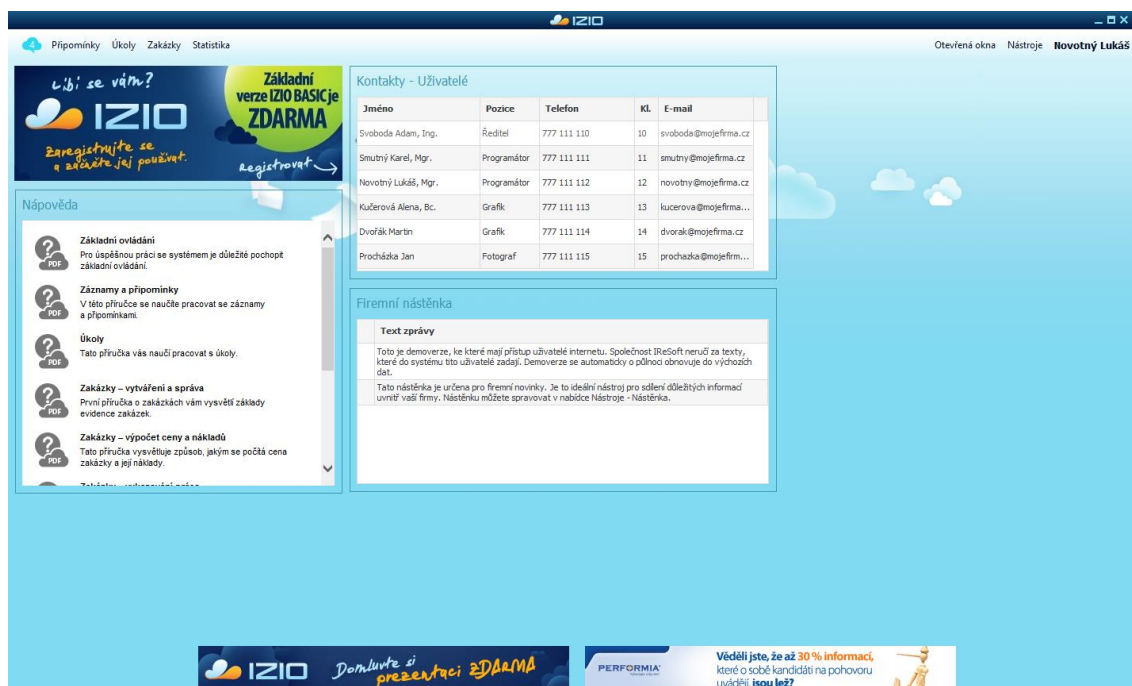 IZIO
4 Připomínky Úkoly Zakázky Statistika
Otevřená okna Nástroje Novotný Lukáš
Líbí se vám?
IZIO
Zaregistrujte se
a začněte jej používat.
Základní
verze IZIO BASIC je
ZDARMA
Registrovat
Nápověda
Základní ovládání
Pro úspěšnou práci se systémem je důležité pochopit
základní ovládání.
PDF
Záznamy a připomínky
V této příručce se naučíte pracovat se záznamy
a připomínkami.
PDF
Úkoly
Tato příručka vás naučí pracovat s úkoly.
PDF
Zakázky – vytváření a správa
První příručka o zakázkách vám vysvětlí základy
evidence zakázek.
PDF
Zakázky – výpočet ceny a nákladů
Tato příručka vysvětluje způsob, jakým se počítá cena
zakázky a její náklady.
PDF
Kontakty - Uživatelé
Jméno Pozice Telefon Kl. E-mail
Svoboda Adam, Ing. Ředitel 777 111 110 10 svoboda@mojefirma.cz
Smutný Karel, Mgr. Programátor 777 111 111 11 smutny@mojefirma.cz
Novotný Lukáš, Mgr. Programátor 777 111 112 12 novotny@mojefirma.cz
Kučerová Alena, Bc. Grafik 777 111 113 13 kucerova@mojefirma...
Dvořák Martin Grafik 777 111 114 14 dvorak@mojefirma.cz
Procházka Jan Fotograf 777 111 115 15 prochazka@mojefirm...
Firemní nástěnka
Text zprávy
Toto je demoverze, ke které mají přístup uživatelé internetu. Společnost IReSoft neručí za texty,
které do systému tito uživatelé zadají. Demoverze se automaticky o půlnoci obnovuje do výchozích
dat.
Tato nástěnka je určena pro firemní novinky. Je to ideální nástroj pro sdílení důležitých informací
uvnitř vaší firmy. Nástěnku můžete spravovat v nabídce Nástroje - Nástěnka.
IZIO
Domluvte si
prezentaci ZDARMA
PERFORMIA
Věděli jste, že až 30 % informací,
které o sobě kandidáti na pohovoru
uvádějí, jsou lež?